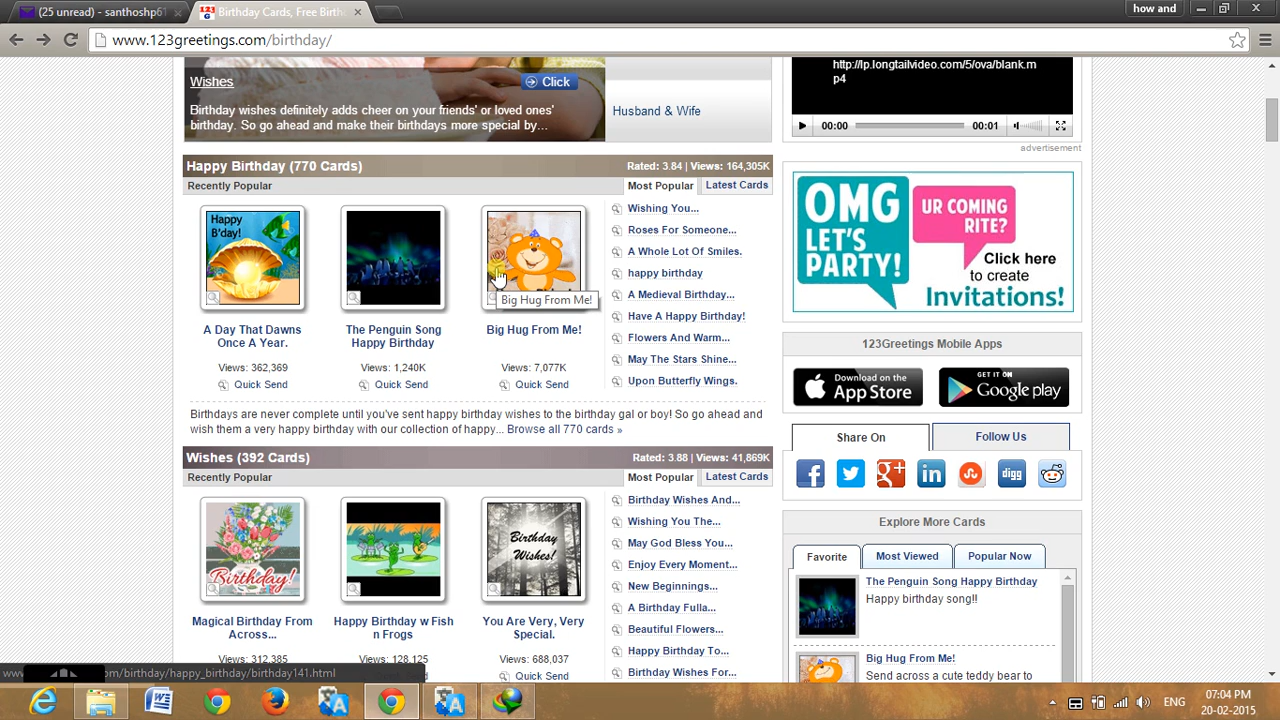 (25 unread) - santhoshp61
123 G
Birthday Cards, Free Birth
how and
www.123greetings.com/birthday/
Wishes
Click
Birthday wishes definitely adds cheer on your friends' or loved ones'
birthday. So go ahead and make their birthdays more special by...
Husband & Wife
http://lp.longtailvideo.com/5/ova/blank.m
p4
00:00
00:01
advertisement
Happy Birthday (770 Cards)
Rated: 3.84 | Views: 164,305K
Recently Popular
Most Popular
Latest Cards
Happy
B'day!
A Day That Dawns
Once A Year.
Views: 362,369
Quick Send
The Penguin Song
Happy Birthday
Views: 1,240K
Quick Send
Big Hug From Me!
Big Hug From Me!
Views: 7,077K
Quick Send
Wishing You...
Roses For Someone...
A Whole Lot Of Smiles.
happy birthday
A Medieval Birthday...
Have A Happy Birthday!
Flowers And Warm...
May The Stars Shine...
Upon Butterfly Wings.
Birthdays are never complete until you've sent happy birthday wishes to the birthday gal or boy! So go ahead and
wish them a very happy birthday with our collection of happy... Browse all 770 cards »
Wishes (392 Cards)
Rated: 3.88 | Views: 41,869K
Recently Popular
Most Popular
Latest Cards
Birthday!
Magical Birthday From
Across...
Views: 312,385
Happy Birthday w Fish
n Frogs
Views: 128,125
Birthday
Wishes!
You Are Very, Very
Special.
Views: 688,037
Birthday Wishes And...
Wishing You The...
May God Bless You...
Enjoy Every Moment...
New Beginnings...
A Birthday Fulla...
Beautiful Flowers...
Happy Birthday To...
Birthday Wishes For...
OMG
LET'S
PARTY!
UR COMING
RITE?
Click here
to create
Invitations!
123Greetings Mobile Apps
Download on the
App Store
GET IT ON
Google play
Share On
Follow Us
digg
Explore More Cards
Favorite
Most Viewed
Popular Now
The Penguin Song Happy Birthday
Happy birthday song!!
Big Hug From Me!
Send across a cute teddy bear to
com/birthday/happy_birthday/birthday141.html
ENG
07:04 PM
20-02-2015